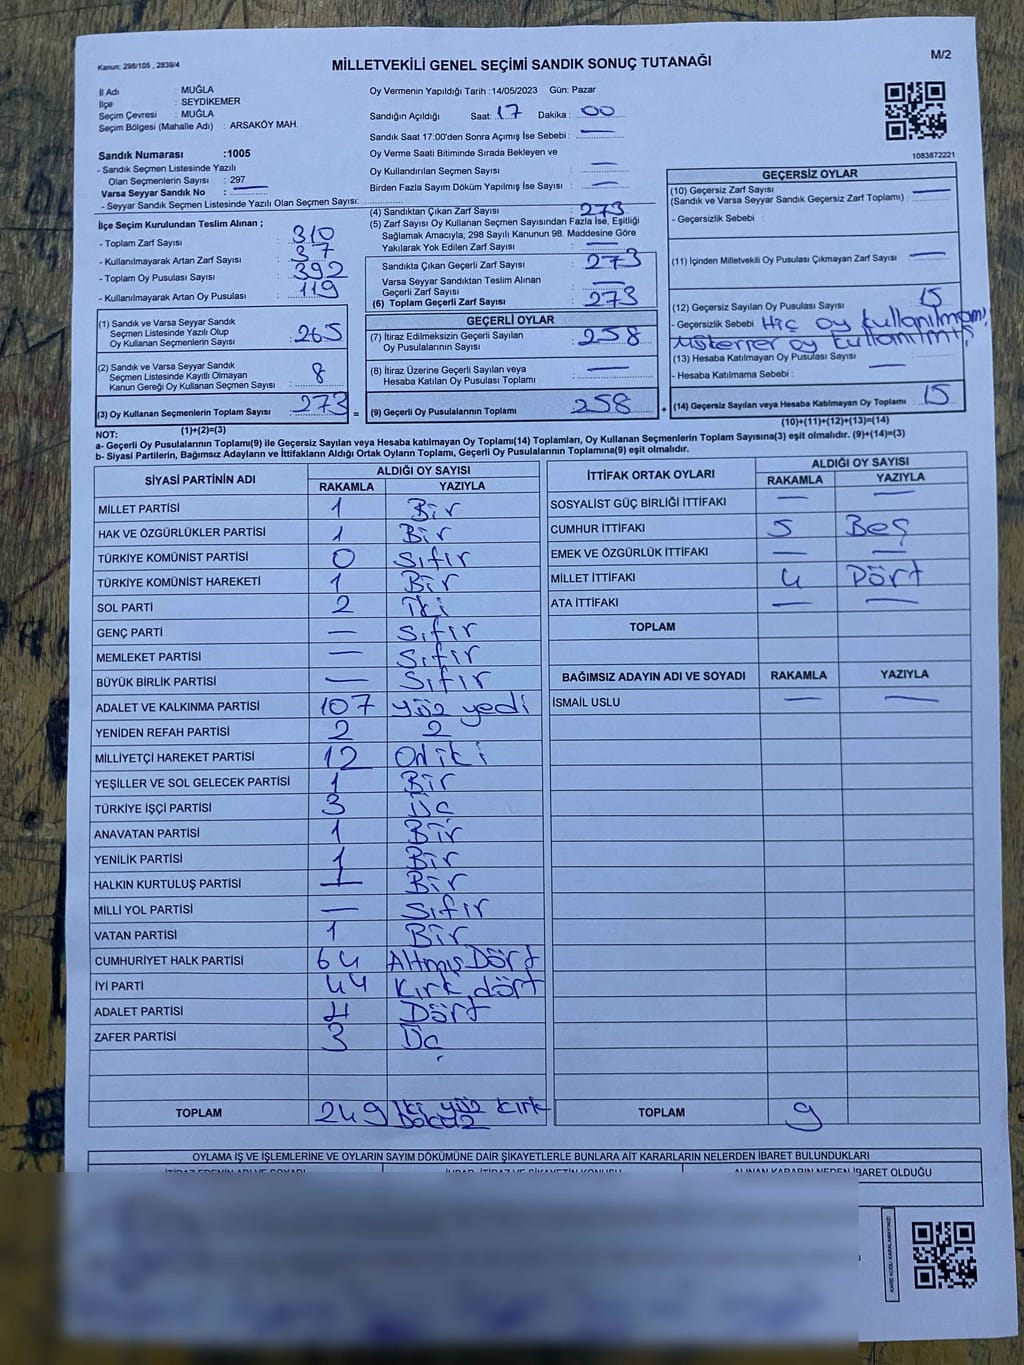 Kanun: 298/105 , 2839/4
M/2
MİLLETVEKİLİ GENEL SEÇİMİ SANDIK SONUÇ TUTANAĞI
İl Adı : MUĞLA
İlçe : SEYDİKEMER
Seçim Çevresi : MUĞLA
Seçim Bölgesi (Mahalle Adı) : ARSAKÖY MAH.
Sandık Numarası :1005
- Sandık Seçmen Listesinde Yazılı
Olan Seçmenlerin Sayısı : 297
Varsa Seyyar Sandık No : —
- Seyyar Sandık Seçmen Listesinde Yazılı Olan Seçmen Sayısı:
Oy Vermenin Yapıldığı Tarih :14/05/2023 Gün: Pazar
Sandığın Açıldığı Saat: 17 Dakika : 00
Sandık Saat 17:00'den Sonra Açımış İse Sebebi : —
Oy Verme Saati Bitiminde Sırada Bekleyen ve
Oy Kullandırılan Seçmen Sayısı : —
Birden Fazla Sayım Döküm Yapılmış İse Sayısı : —
1083872221
İlçe Seçim Kurulundan Teslim Alınan ;
- Toplam Zarf Sayısı : 310
- Kullanılmayarak Artan Zarf Sayısı : 37
- Toplam Oy Pusulası Sayısı : 392
- Kullanılmayarak Artan Oy Pusulası : 119
(1) Sandık ve Varsa Seyyar Sandık
Seçmen Listesinde Yazılı Olup
Oy Kullanan Seçmenlerin Sayısı : 265
(2) Sandık ve Varsa Seyyar Sandık
Seçmen Listesinde Kayıtlı Olmayan
Kanun Gereği Oy Kullanan Seçmen Sayısı : 8
(3) Oy Kullanan Seçmenlerin Toplam Sayısı : 273 =
(1)+(2)=(3)
(4) Sandıktan Çıkan Zarf Sayısı : 273
(5) Zarf Sayısı Oy Kullanan Seçmen Sayısından Fazla İse, Eşitliği
Sağlamak Amacıyla, 298 Sayılı Kanunun 98. Maddesine Göre
Yakılarak Yok Edilen Zarf Sayısı : —
Sandıkta Çıkan Geçerli Zarf Sayısı : 273
Varsa Seyyar Sandıktan Teslim Alınan
Geçerli Zarf Sayısı : —
(6) Toplam Geçerli Zarf Sayısı : 273
GEÇERLİ OYLAR
(7) İtiraz Edilmeksizin Geçerli Sayılan
Oy Pusulalarının Sayısı : 258
(8) İtiraz Üzerine Geçerli Sayılan veya
Hesaba Katılan Oy Pusulası Toplamı : —
(9) Geçerli Oy Pusulalarının Toplamı : 258 +
GEÇERSİZ OYLAR
(10) Geçersiz Zarf Sayısı : —
(Sandık ve Varsa Seyyar Sandık Geçersiz Zarf Toplamı)
- Geçersizlik Sebebi :
(11) İçinden Milletvekili Oy Pusulası Çıkmayan Zarf Sayısı : —
(12) Geçersiz Sayılan Oy Pusulası Sayısı : 15
- Geçersizlik Sebebi Hiç oy kullanılmamış
oy kullanılmış
(13) Hesaba Katılmayan Oy Pusulası Sayısı : —
- Hesaba Katılmama Sebebi :
(14) Geçersiz Sayılan veya Hesaba Katılmayan Oy Toplamı : 15
(10)+(11)+(12)+(13)=(14)
NOT:
a- Geçerli Oy Pusulalarının Toplamı(9) ile Geçersiz Sayılan veya Hesaba katılmayan Oy Toplamı(14) Toplamları, Oy Kullanan Seçmenlerin Toplam Sayısına(3) eşit olmalıdır. (9)+(14)=(3)
b- Siyasi Partilerin, Bağımsız Adayların ve İttifakların Aldığı Ortak Oyların Toplamı, Geçerli Oy Pusulalarının Toplamına(9) eşit olmalıdır.
SİYASİ PARTİNİN ADI ALDIĞI OY SAYISI
RAKAMLA YAZIYLA
MİLLET PARTİSİ 1 Bir
HAK VE ÖZGÜRLÜKLER PARTİSİ 1 Bir
TÜRKİYE KOMÜNİST PARTİSİ 0 Sıfır
TÜRKİYE KOMÜNİST HAREKETİ 1 Bir
SOL PARTİ 2 İki
GENÇ PARTİ — Sıfır
MEMLEKET PARTİSİ — Sıfır
BÜYÜK BİRLİK PARTİSİ — Sıfır
ADALET VE KALKINMA PARTİSİ 107 yüz yedi
YENİDEN REFAH PARTİSİ 2 2
MİLLİYETÇİ HAREKET PARTİSİ 12 Oniki
YEŞİLLER VE SOL GELECEK PARTİSİ 1 Bir
TÜRKİYE İŞÇİ PARTİSİ 3 Üç
ANAVATAN PARTİSİ 1 Bir
YENİLİK PARTİSİ 1 Bir
HALKIN KURTULUŞ PARTİSİ 1 Bir
MİLLİ YOL PARTİSİ — Sıfır
VATAN PARTİSİ 1 Bir
CUMHURİYET HALK PARTİSİ 64 Altmış Dört
İYİ PARTİ 44 Kırk dört
ADALET PARTİSİ 4 Dört
ZAFER PARTİSİ 3 Üç
TOPLAM 249 İki yüz kırk
Dokuz
İTTİFAK ORTAK OYLARI ALDIĞI OY SAYISI
RAKAMLA YAZIYLA
SOSYALİST GÜÇ BİRLİĞİ İTTİFAKI — —
CUMHUR İTTİFAKI 5 Beş
EMEK VE ÖZGÜRLÜK İTTİFAKI — —
MİLLET İTTİFAKI 4 Dört
ATA İTTİFAKI — —
TOPLAM
BAĞIMSIZ ADAYIN ADI VE SOYADI RAKAMLA YAZIYLA
İSMAİL USLU — —
TOPLAM 9
OYLAMA İŞ VE İŞLEMLERİNE VE OYLARIN SAYIM DÖKÜMÜNE DAİR ŞİKAYETLERLE BUNLARA AİT KARARLARIN NELERDEN İBARET BULUNDUKLARI
İTİRAZ EDENİN ADI VE SOYADI İHBAR, İTİRAZ VE ŞİKAYETİN KONUSU ALINAN KARARIN NEDEN İBARET OLDUĞU
KARE KODU KARALAMAYINIZ!